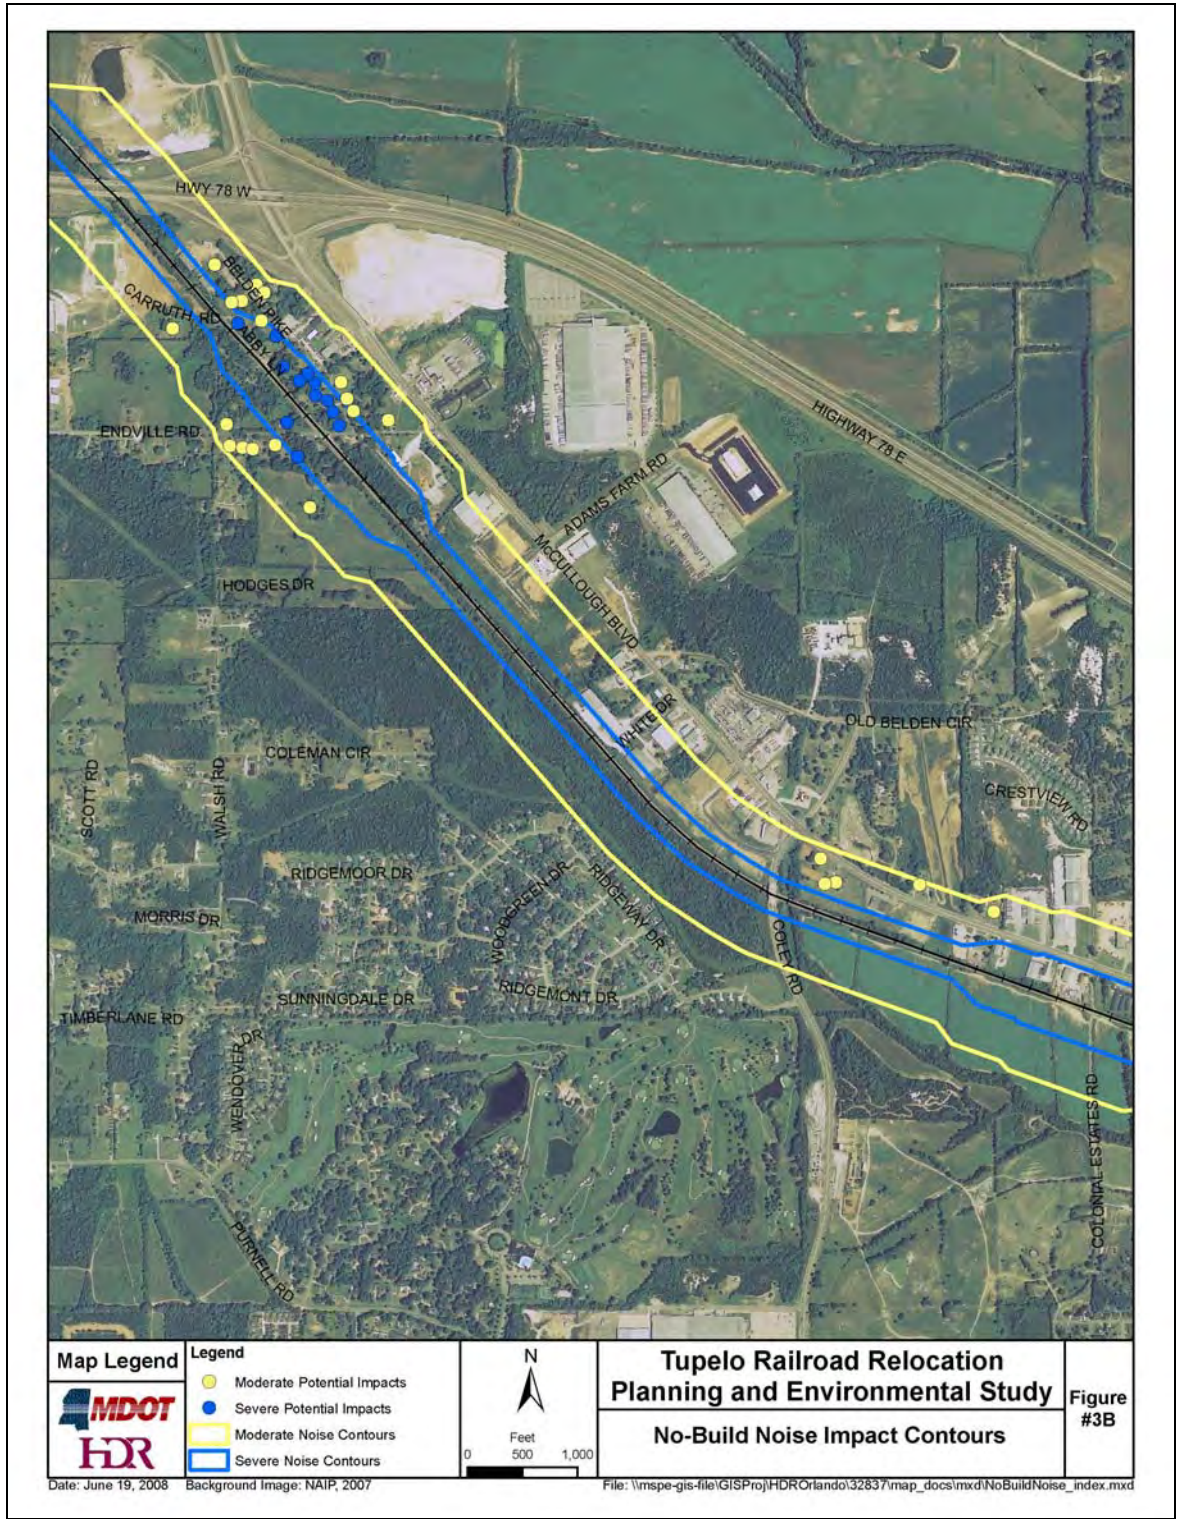 HWY 78 W
BELDEN PIKE
CARRUTH RD
ABBY LN
ENDVILLE RD
HIGHWAY 78 E
ADAMS FARM RD
McCULLOUGH BLVD
HODGES DR
WHITE DR
OLD BELDEN CIR
COLEMAN CIR
SCOTT RD
WALSH RD
CRESTVIEW RD
RIDGEMOOR DR
WOODGREEN DR
RIDGEWAY DR
MORRIS DR
COLEY RD
SUNNINGDALE DR
RIDGEMONT DR
TIMBERLANE RD
WENDOVER DR
COLONIAL ESTATES RD
PURNELL RD
Map Legend
MDOT
HDR
Legend
Moderate Potential Impacts
Severe Potential Impacts
Moderate Noise Contours
Severe Noise Contours
N
Feet
0 500 1,000
Tupelo Railroad Relocation
Planning and Environmental Study
No-Build Noise Impact Contours
Figure
#3B
Date: June 19, 2008 Background Image: NAIP, 2007 File: \\mspe-gis-file\GISProj\HDROrlando\32837\map_docs\mxd\NoBuildNoise_index.mxd